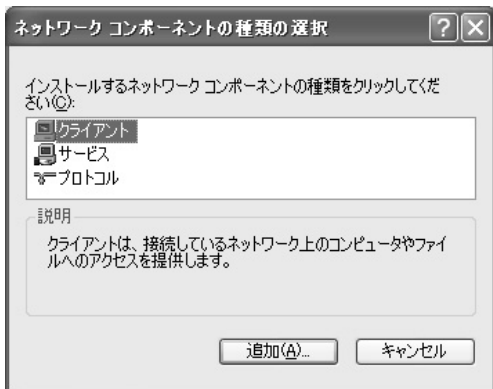 ネットワーク コンポーネントの種類の選択
インストールするネットワーク コンポーネントの種類をクリックしてくだ
さい(C):
クライアント
サービス
プロトコル
説明
クライアントは、接続しているネットワーク上のコンピュータやファイ
ルへのアクセスを提供します。
追加(A)...
キャンセル